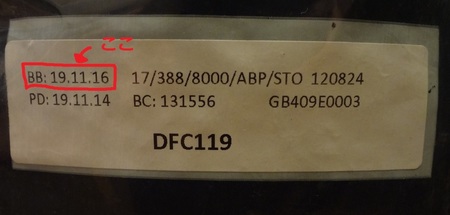 22
BB: 19.11.16 17/388/8000/ABP/STO 120824
PD: 19.11.14 BC: 131556 GB409E0003
DFC119